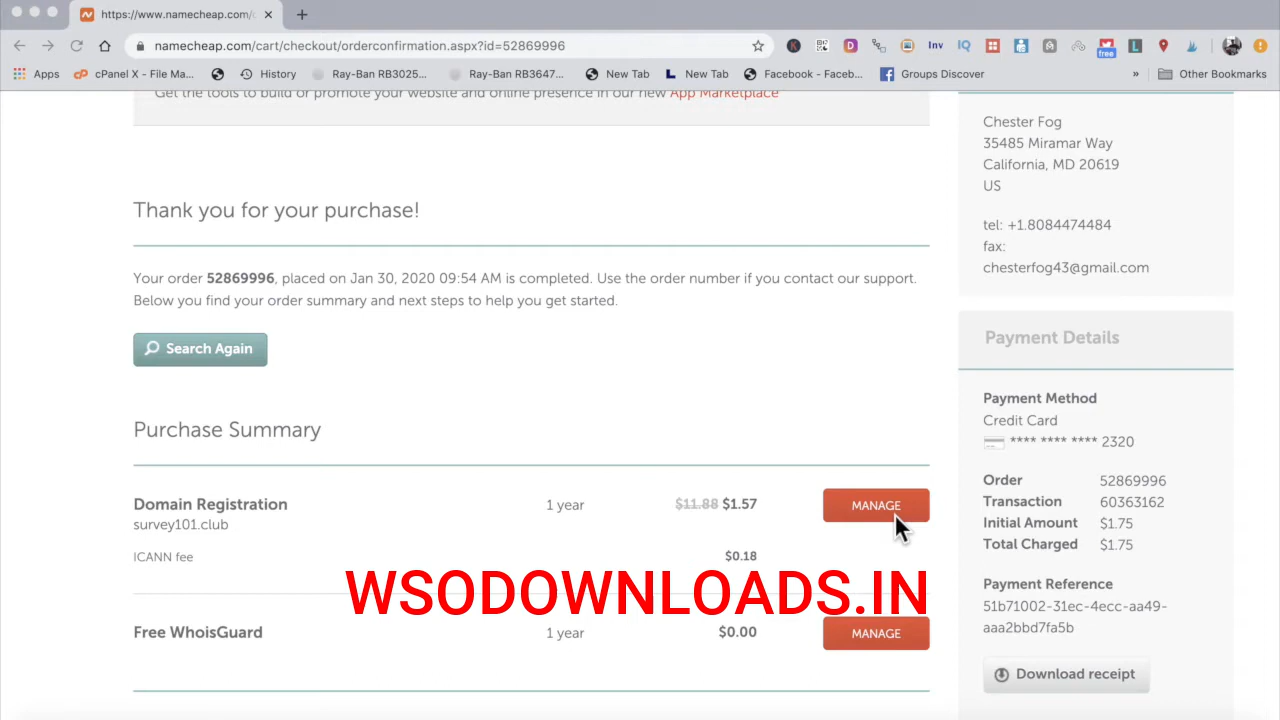 https://www.namecheap.com/
namecheap.com/cart/checkout/orderconfirmation.aspx?id=52869996
Inv
IQ
free
Apps
cPanel X - File Ma...
History
Ray-Ban RB3025...
Ray-Ban RB3647...
New Tab
New Tab
Facebook - Faceb...
Groups Discover
»
Other Bookmarks
Get the tools to build or promote your website and online presence in our new App Marketplace
Thank you for your purchase!
Your order 52869996, placed on Jan 30, 2020 09:54 AM is completed. Use the order number if you contact our support.
Below you find your order summary and next steps to help you get started.
Search Again
Purchase Summary
Domain Registration 1 year $11.88 $1.57 MANAGE
survey101.club
ICANN fee $0.18
WSODOWNLOADS.IN
Free WhoisGuard 1 year $0.00 MANAGE
Chester Fog
35485 Miramar Way
California, MD 20619
US
tel: +1.8084474484
fax:
chesterfog43@gmail.com
Payment Details
Payment Method
Credit Card
**** **** **** 2320
Order 52869996
Transaction 60363162
Initial Amount $1.75
Total Charged $1.75
Payment Reference
51b71002-31ec-4ecc-aa49-
aaa2bbd7fa5b
Download receipt